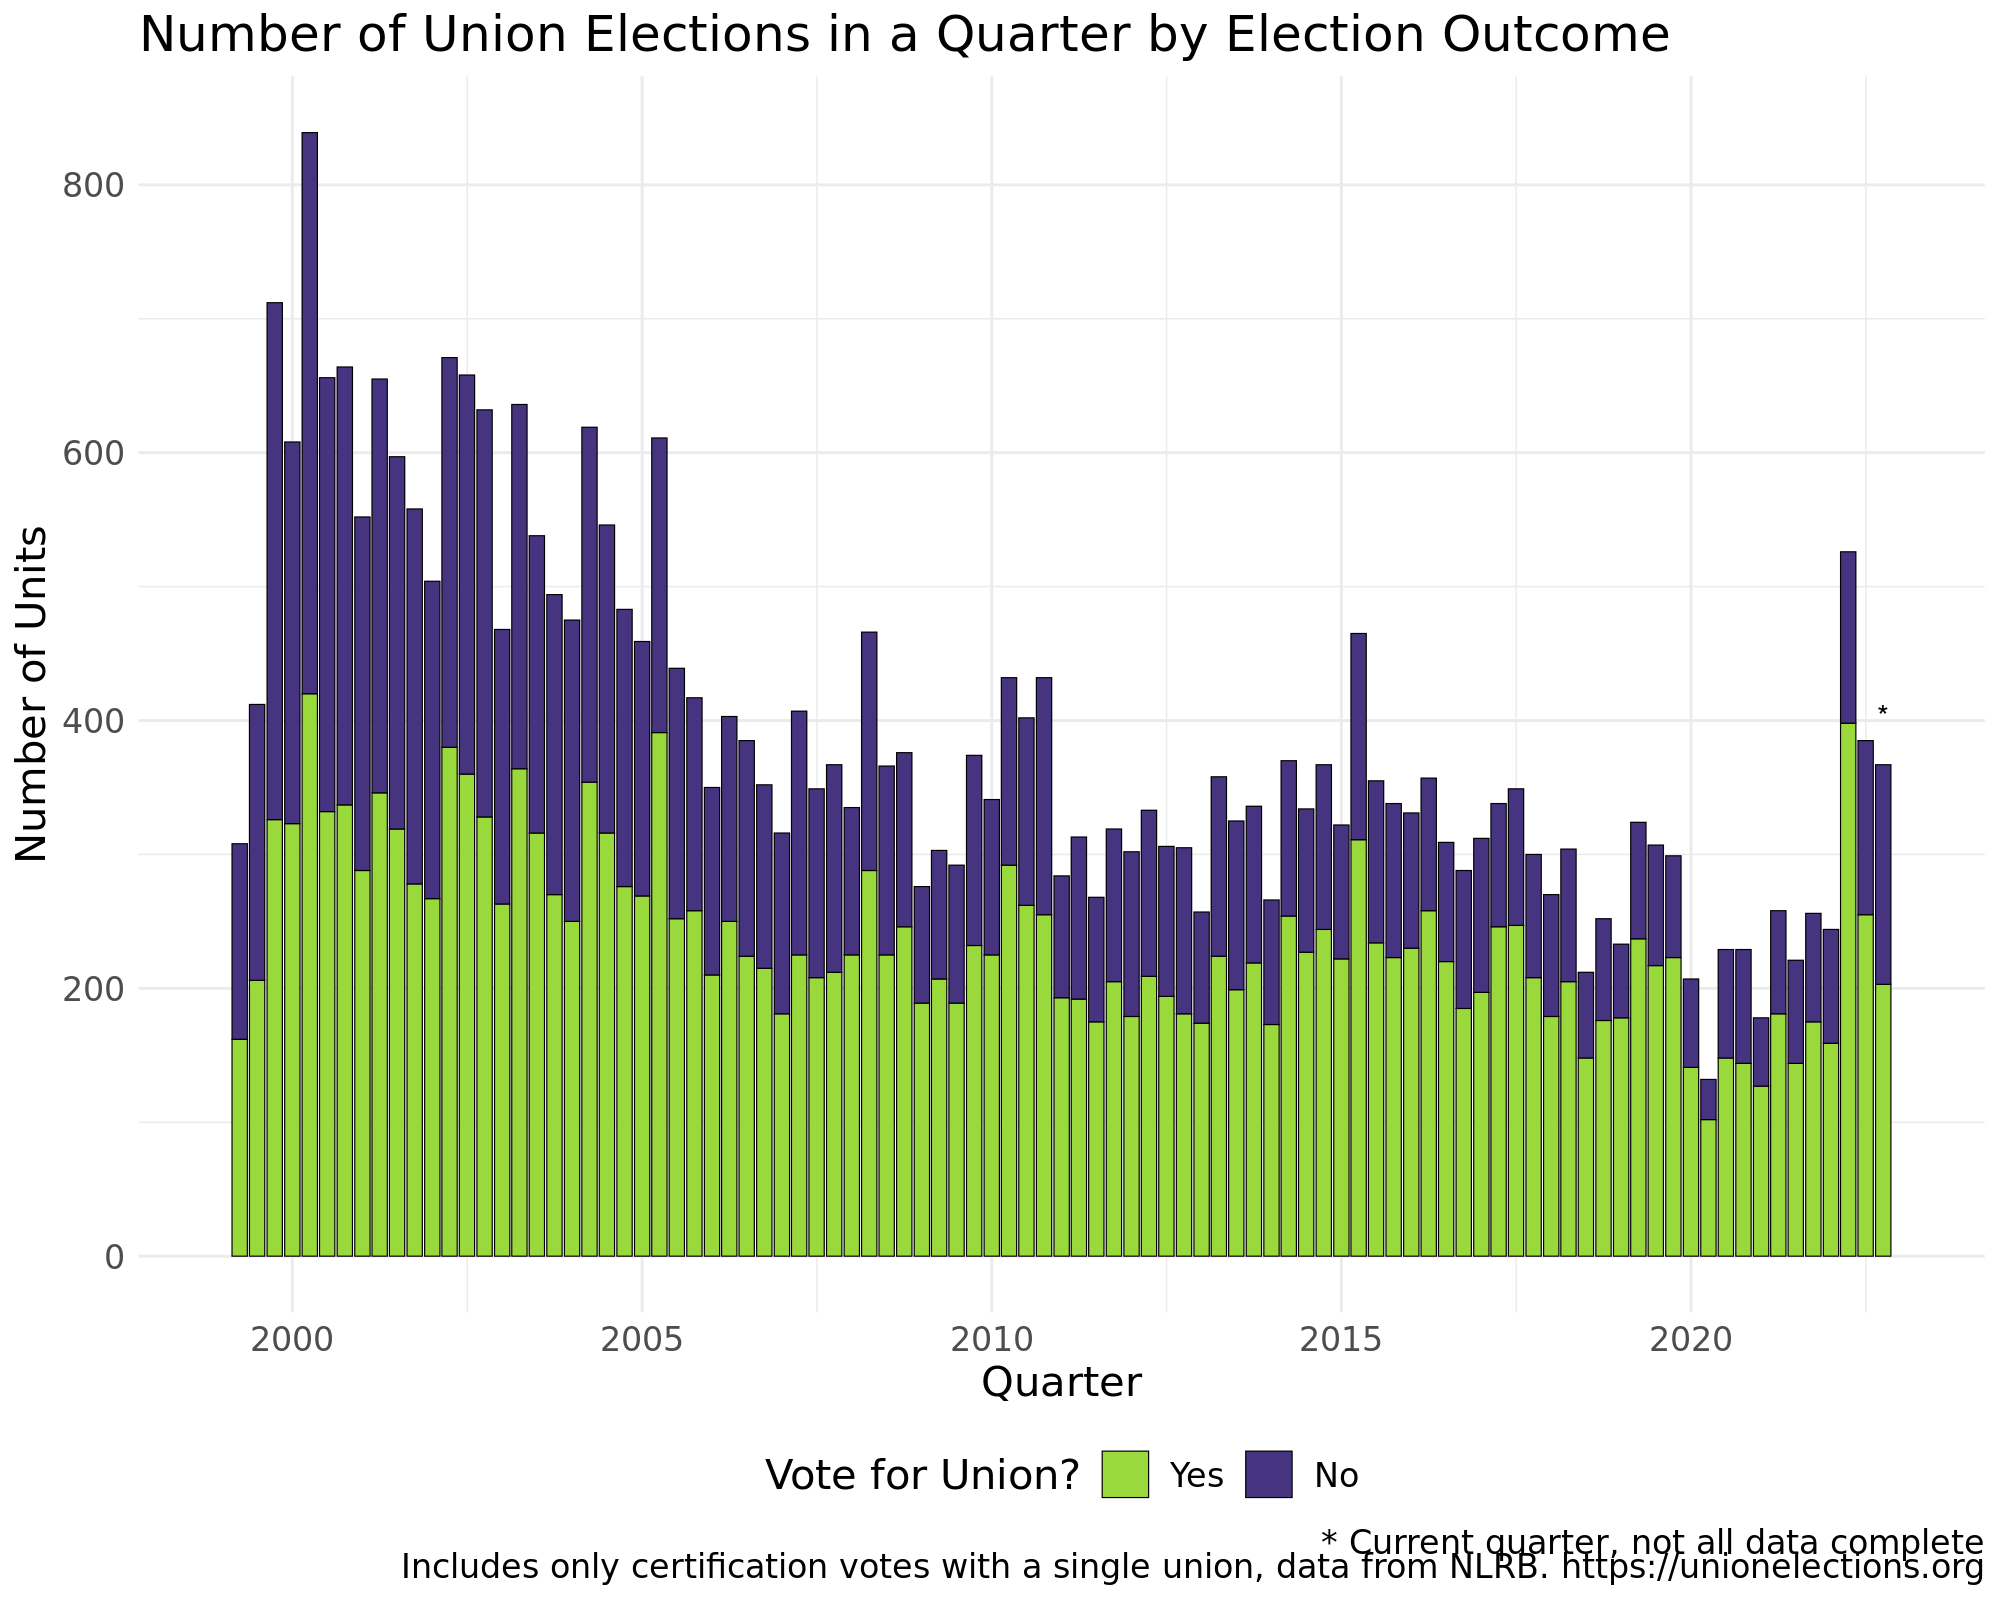 Number of Union Elections in a Quarter by Election Outcome
800
600
400
200
0
Number of Units
*
2000 2005 2010 2015 2020
Quarter
Vote for Union? Yes No
* Current quarter, not all data complete
Includes only certification votes with a single union, data from NLRB. https://unionelections.org